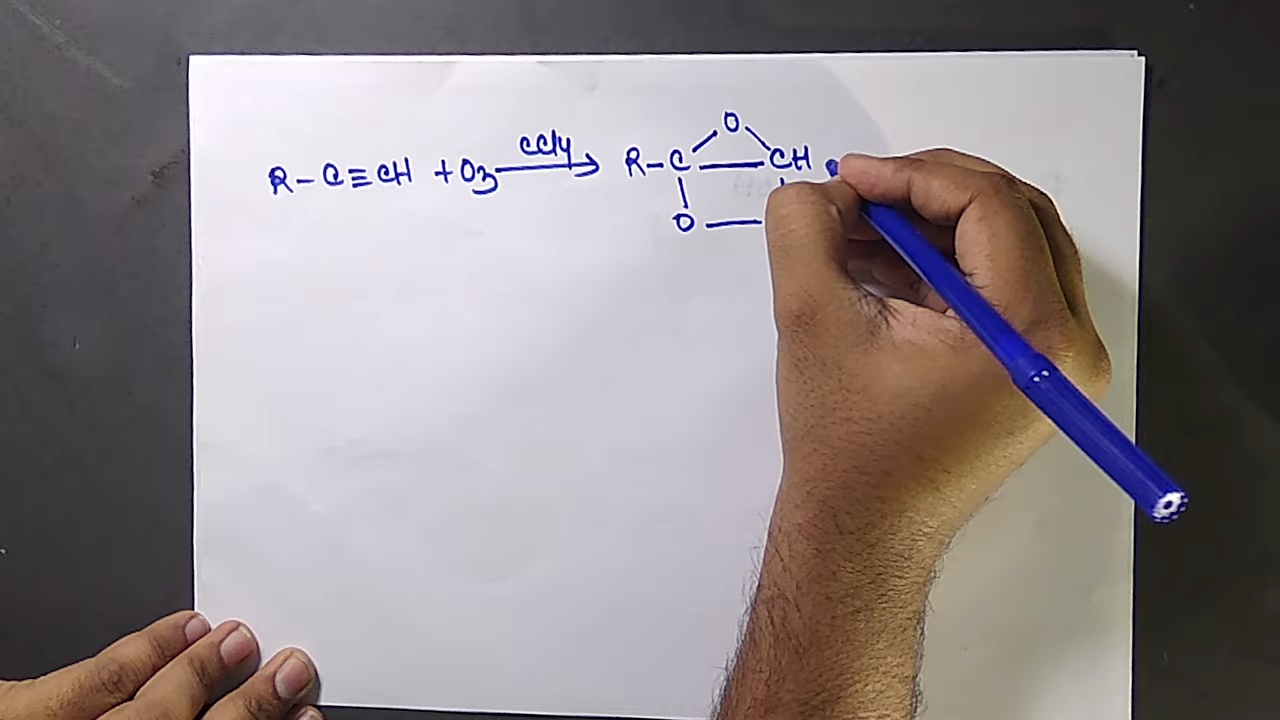 O
R-C≡CH +O3 CCl4 → R-C-CH
O